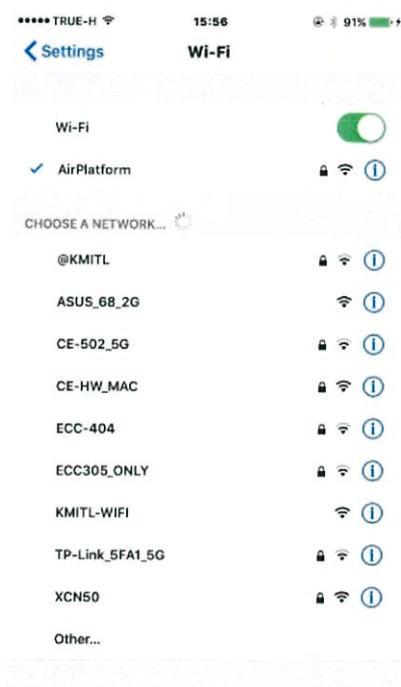 TRUE-H 15:56 91%
Settings Wi-Fi
Wi-Fi
AirPlatform
CHOOSE A NETWORK...
@KMITL
ASUS_68_2G
CE-502_5G
CE-HW_MAC
ECC-404
ECC305_ONLY
KMITL-WIFI
TP-Link_5FA1_5G
XCN50
Other...